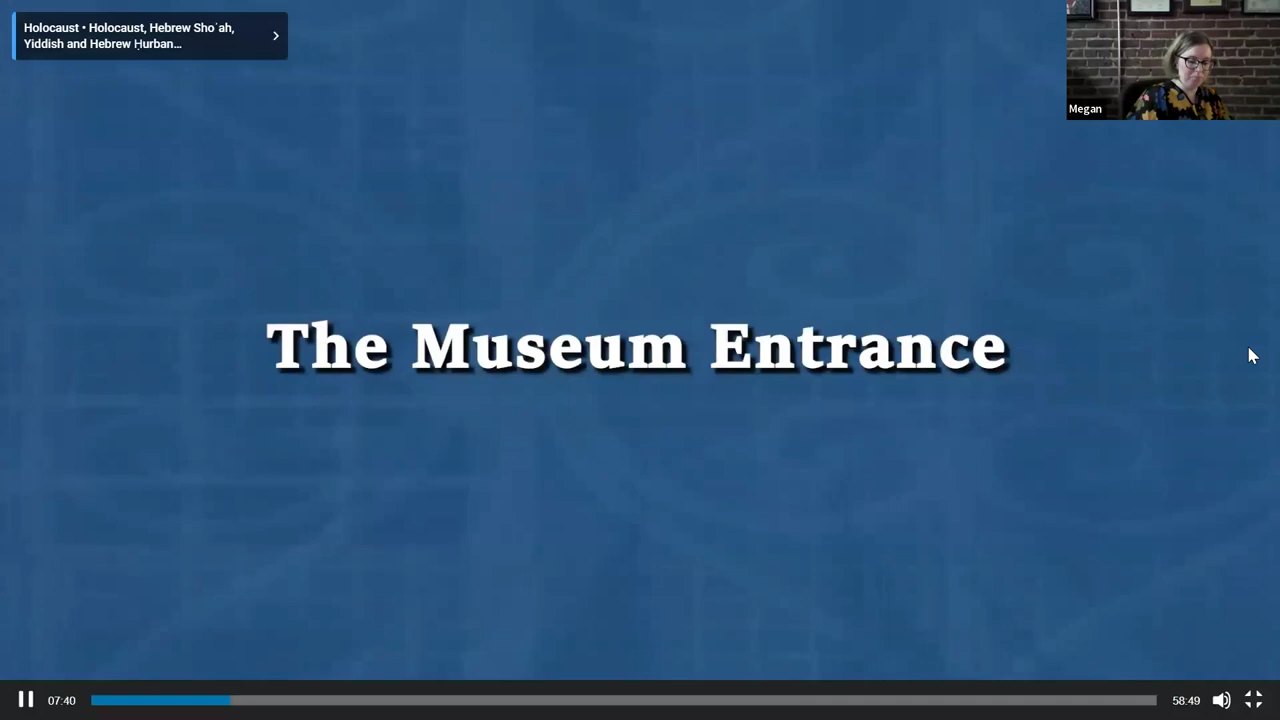 Holocaust • Holocaust, Hebrew Shoʾah,
Yiddish and Hebrew Ḥurban…
Megan
The Museum Entrance
07:40
58:49